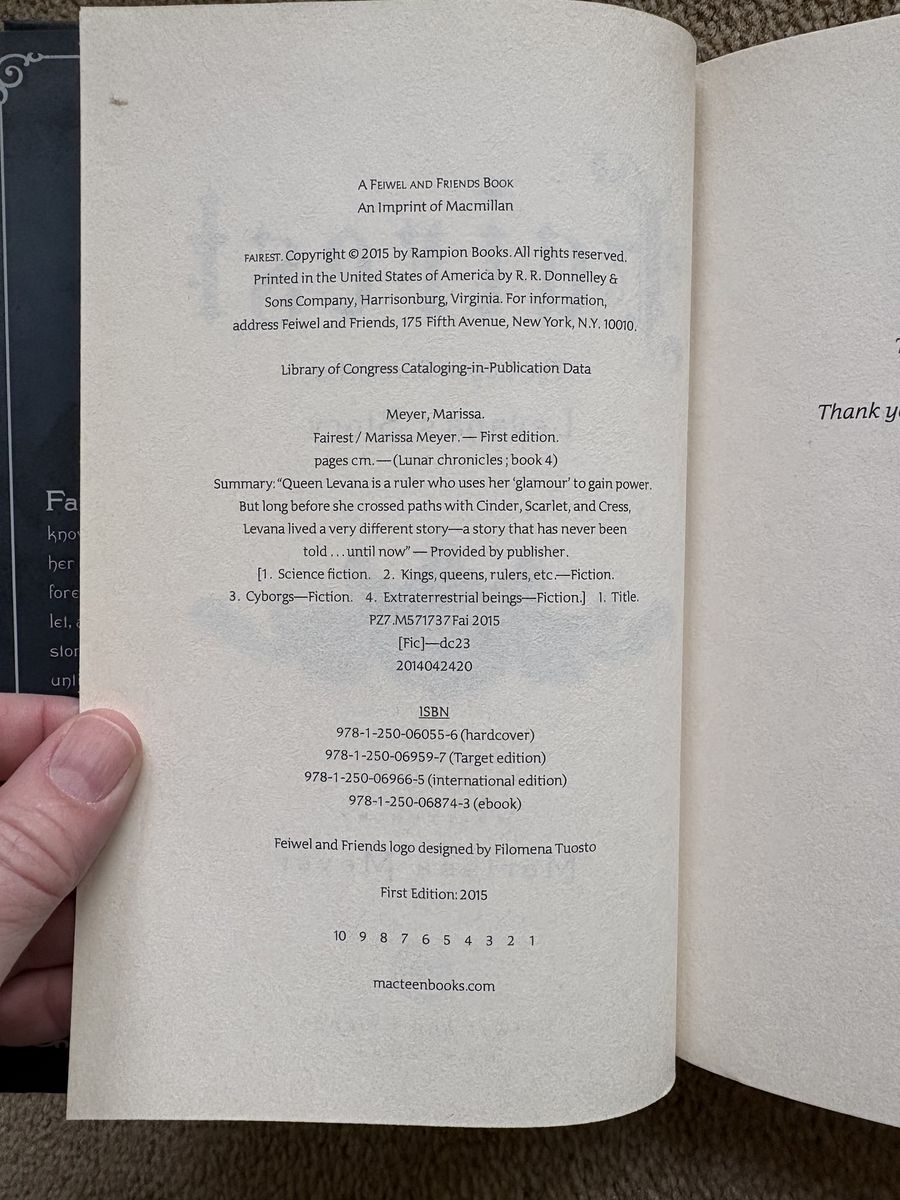 A FEIWEL AND FRIENDS BOOK
An Imprint of Macmillan
FAIREST. Copyright © 2015 by Rampion Books. All rights reserved.
Printed in the United States of America by R. R. Donnelley &
Sons Company, Harrisonburg, Virginia. For information,
address Feiwel and Friends, 175 Fifth Avenue, New York, N.Y. 10010.
Library of Congress Cataloging-in-Publication Data
Meyer, Marissa.
Fairest / Marissa Meyer. — First edition.
pages cm. — (Lunar chronicles ; book 4)
Summary: "Queen Levana is a ruler who uses her 'glamour' to gain power.
But long before she crossed paths with Cinder, Scarlet, and Cress,
Levana lived a very different story—a story that has never been
told . . . until now" — Provided by publisher.
[1. Science fiction. 2. Kings, queens, rulers, etc.—Fiction.
3. Cyborgs—Fiction. 4. Extraterrestrial beings—Fiction.] I. Title.
PZ7.M571737Fai 2015
[Fic]—dc23
2014042420
ISBN
978-1-250-06055-6 (hardcover)
978-1-250-06959-7 (Target edition)
978-1-250-06966-5 (international edition)
978-1-250-06874-3 (ebook)
Feiwel and Friends logo designed by Filomena Tuosto
First Edition: 2015
10 9 8 7 6 5 4 3 2 1
macteenbooks.com
Thank
her